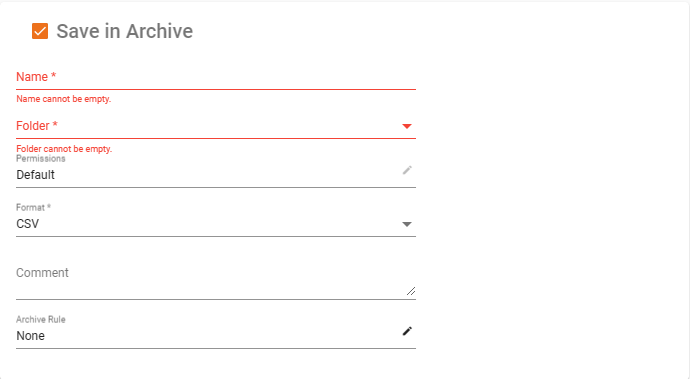 Save in Archive
Name *
Name cannot be empty.
Folder *
Folder cannot be empty.
Permissions
Default
Format *
CSV
Comment
Archive Rule
None